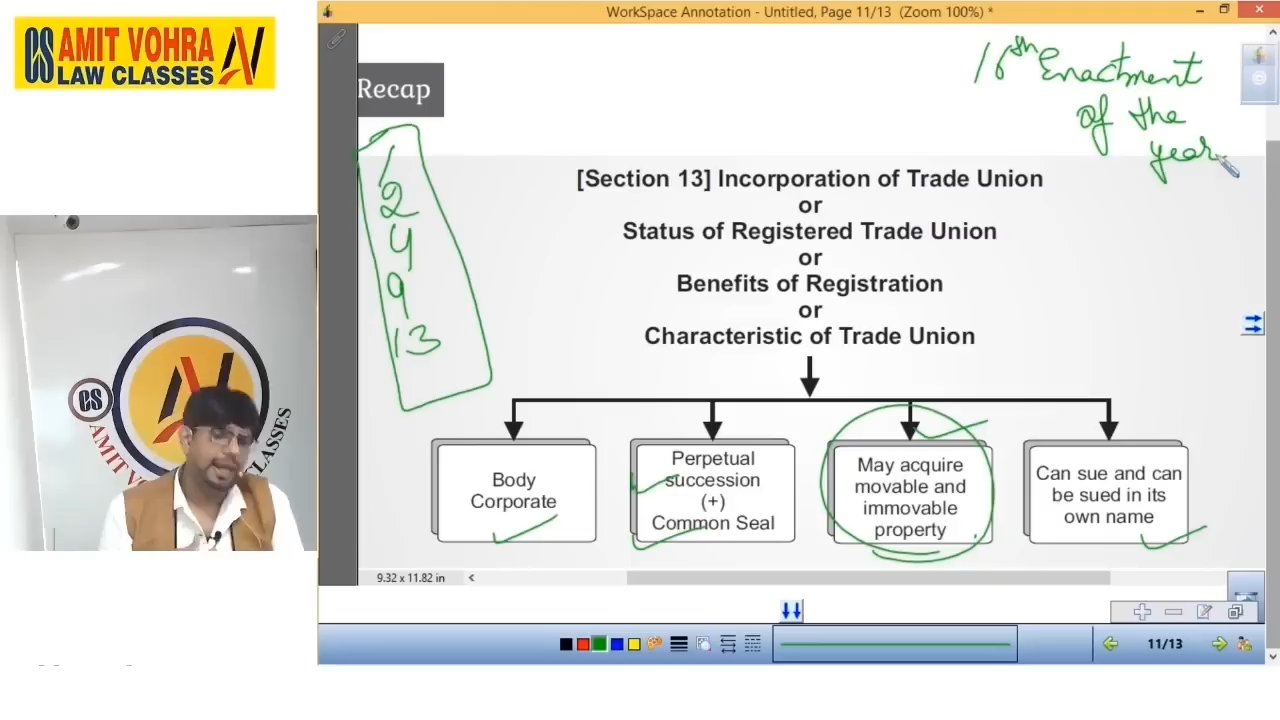 CS AMIT VOHRA
LAW CLASSES
WorkSpace Annotation - Untitled, Page 11/13 (Zoom 100%) *
16th Enactment
of the
year
Recap
1
2
4
9
13
[Section 13] Incorporation of Trade Union
or
Status of Registered Trade Union
or
Benefits of Registration
or
Characteristic of Trade Union
Body
Corporate
Perpetual
succession
(+)
Common Seal
May acquire
movable and
immovable
property
Can sue and can
be sued in its
own name
CS
AMIT V
CLASSES
9.32 x 11.82 in
11/13